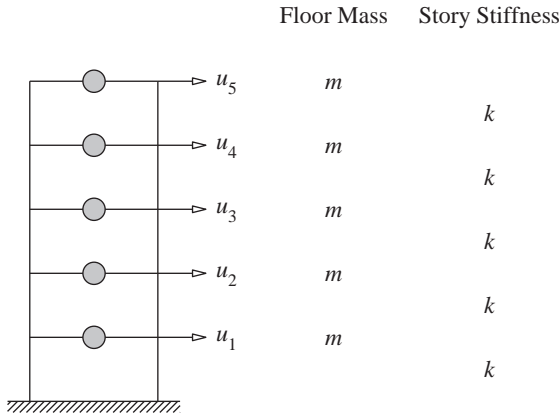 Floor Mass Story Stiffness
u5 m
k
u4 m
k
u3 m
k
u2 m
k
u1 m
k